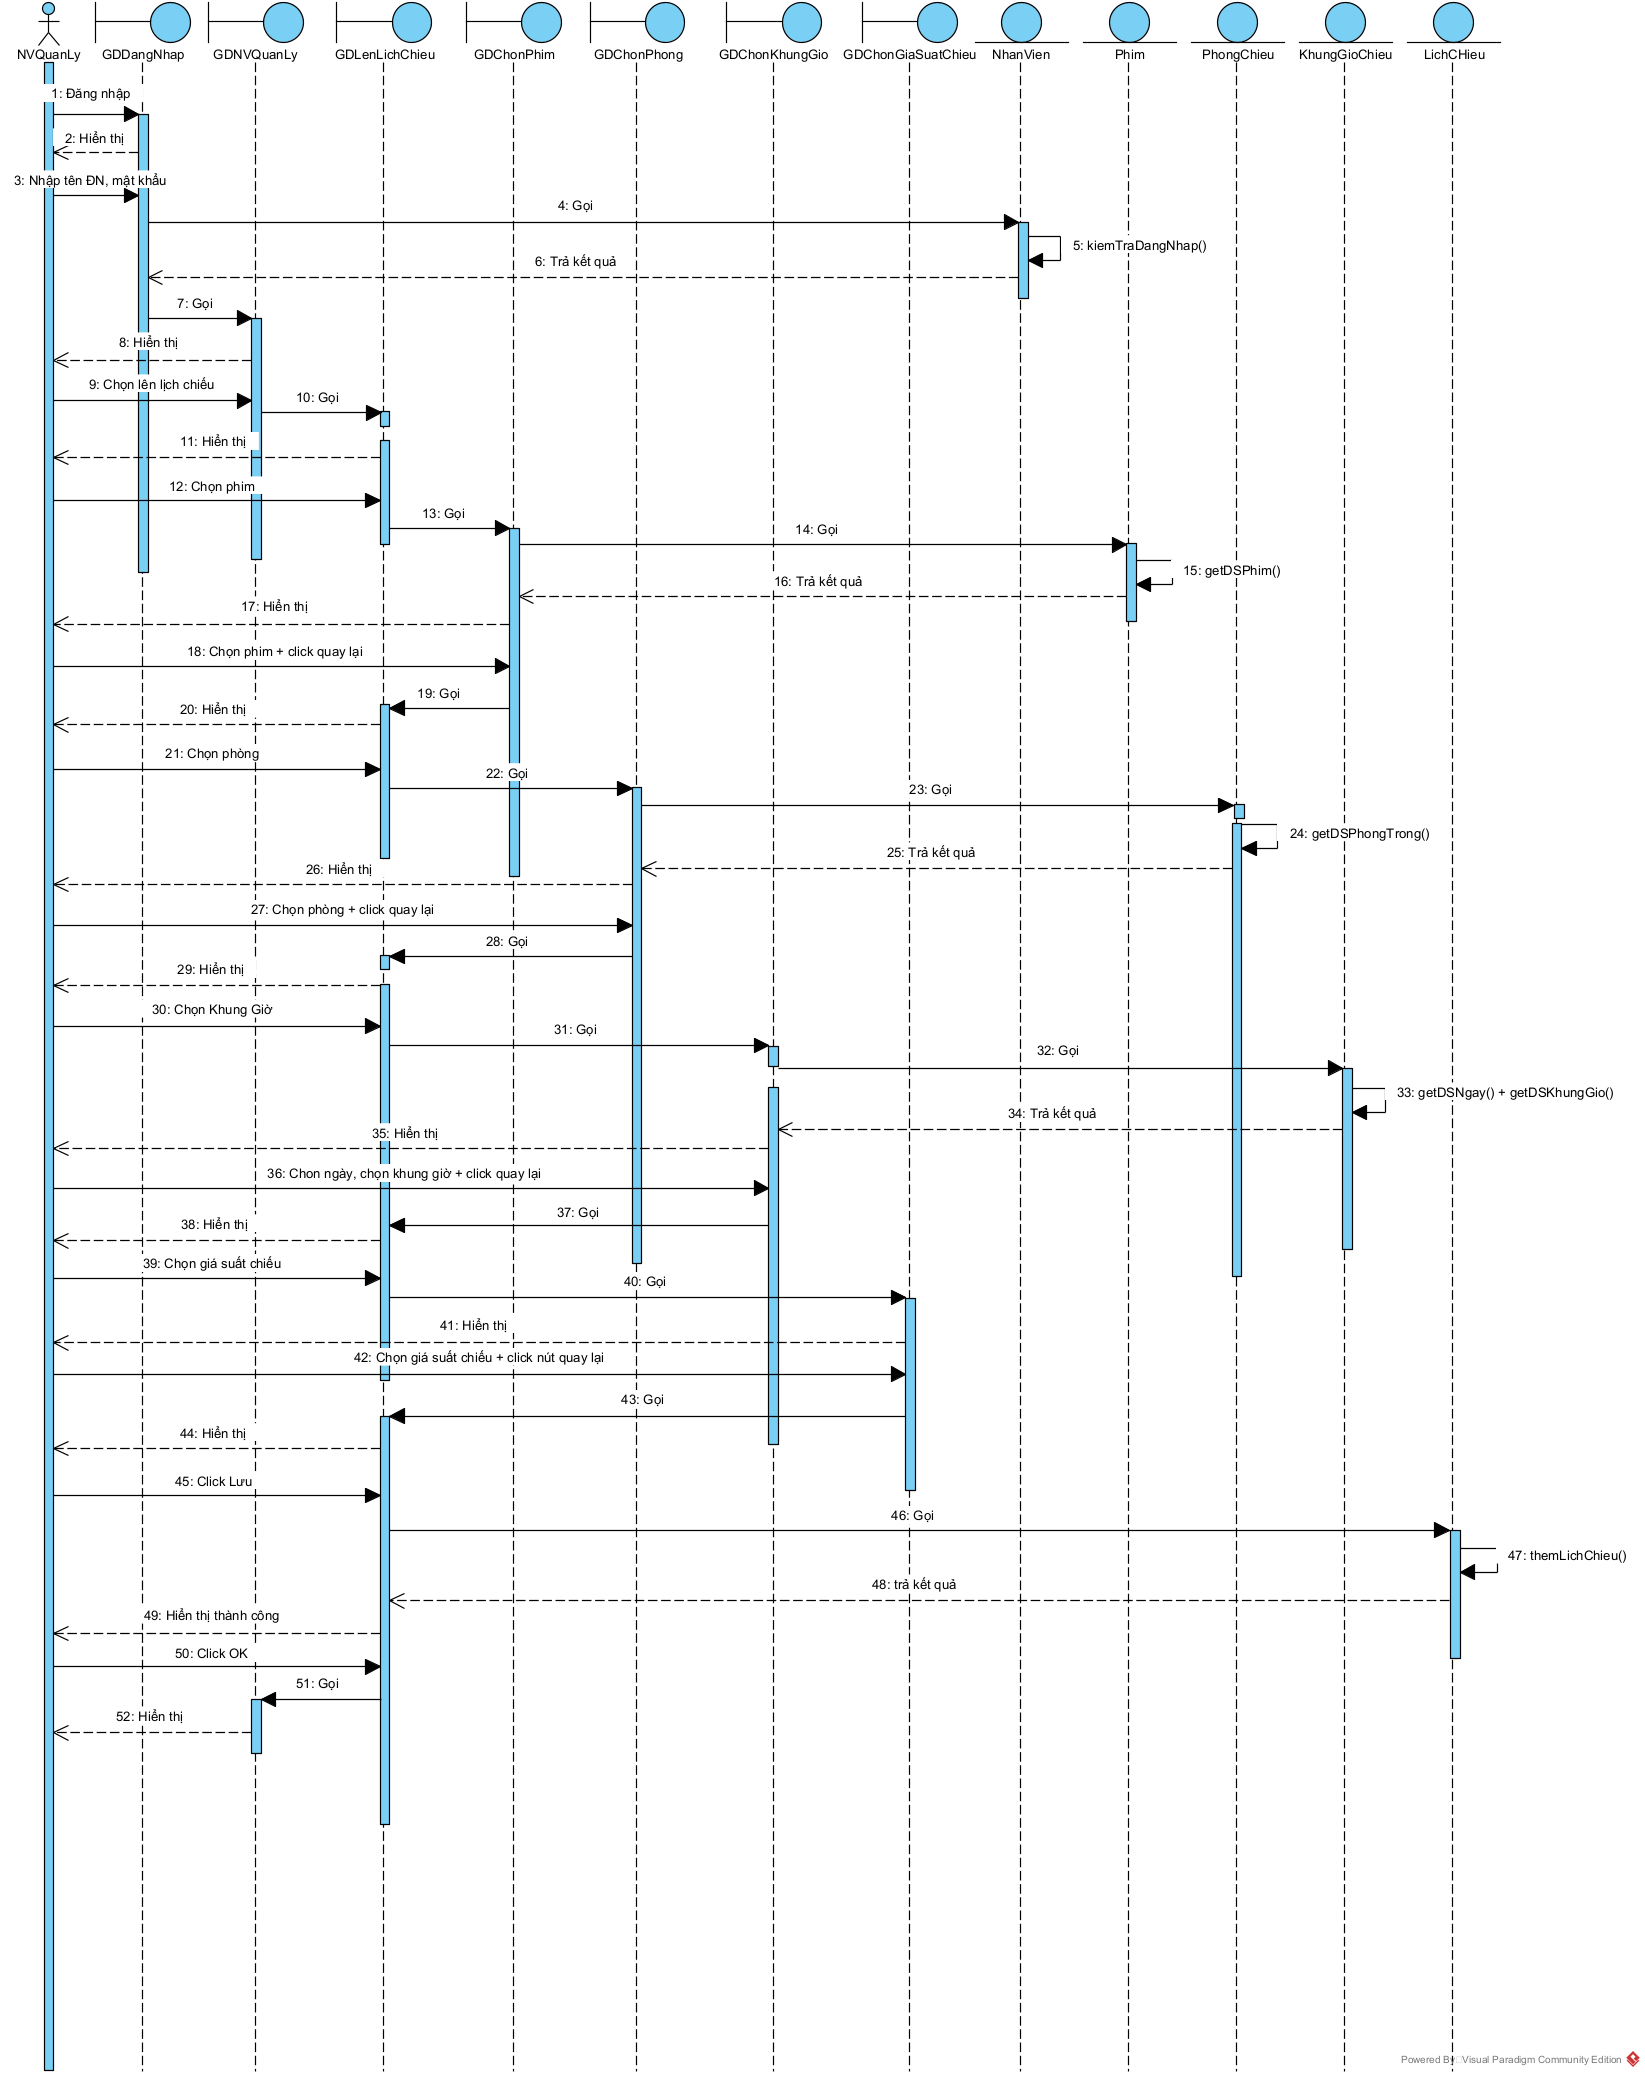 NVQuanLy
GDDangNhap
GDNVQuanLy
GDLenLichChieu
GDChonPhim
GDChonPhong
GDChonKhungGio
GDChonGiaSuatChieu
NhanVien
Phim
PhongChieu
KhungGioChieu
LichCHieu
1: Đăng nhập
2: Hiển thị
3: Nhập tên ĐN, mật khẩu
4: Gọi
5: kiemTraDangNhap()
6: Trả kết quả
7: Gọi
8: Hiển thị
9: Chọn lên lịch chiếu
10: Gọi
11: Hiển thị
12: Chọn phim
13: Gọi
14: Gọi
15: getDSPhim()
16: Trả kết quả
17: Hiển thị
18: Chọn phim + click quay lại
19: Gọi
20: Hiển thị
21: Chọn phòng
22: Gọi
23: Gọi
24: getDSPhongTrong()
25: Trả kết quả
26: Hiển thị
27: Chọn phòng + click quay lại
28: Gọi
29: Hiển thị
30: Chọn Khung Giờ
31: Gọi
32: Gọi
33: getDSNgay() + getDSKhungGio()
34: Trả kết quả
35: Hiển thị
36: Chon ngày, chọn khung giờ + click quay lại
37: Gọi
38: Hiển thị
39: Chọn giá suất chiếu
40: Gọi
41: Hiển thị
42: Chọn giá suất chiếu + click nút quay lại
43: Gọi
44: Hiển thị
45: Click Lưu
46: Gọi
47: themLichChieu()
48: trả kết quả
49: Hiển thị thành công
50: Click OK
51: Gọi
52: Hiển thị
Powered By Visual Paradigm Community Edition